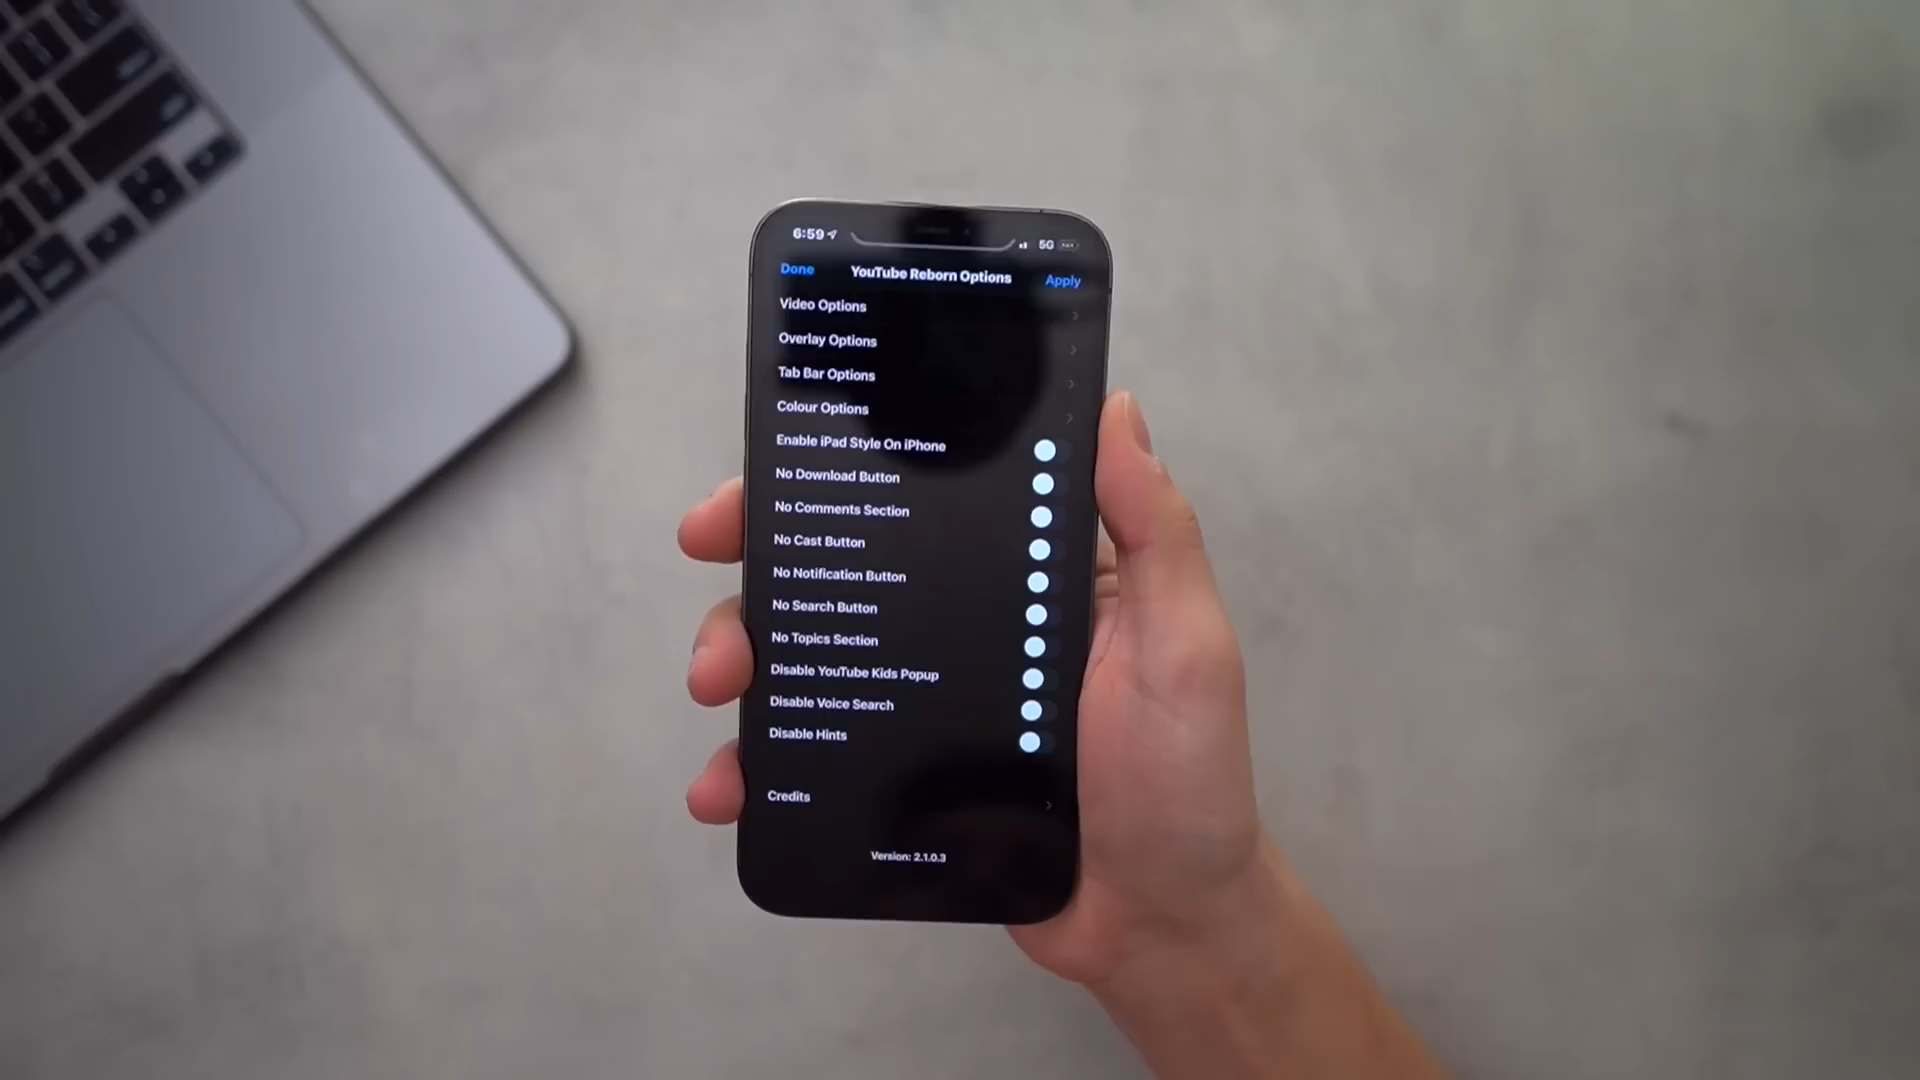 6:59
5G
Done
YouTube Reborn Options
Apply
Video Options
Overlay Options
Tab Bar Options
Colour Options
Enable iPad Style On iPhone
No Download Button
No Comments Section
No Cast Button
No Notification Button
No Search Button
No Topics Section
Disable YouTube Kids Popup
Disable Voice Search
Disable Hints
Credits
Version: 2.1.0.3